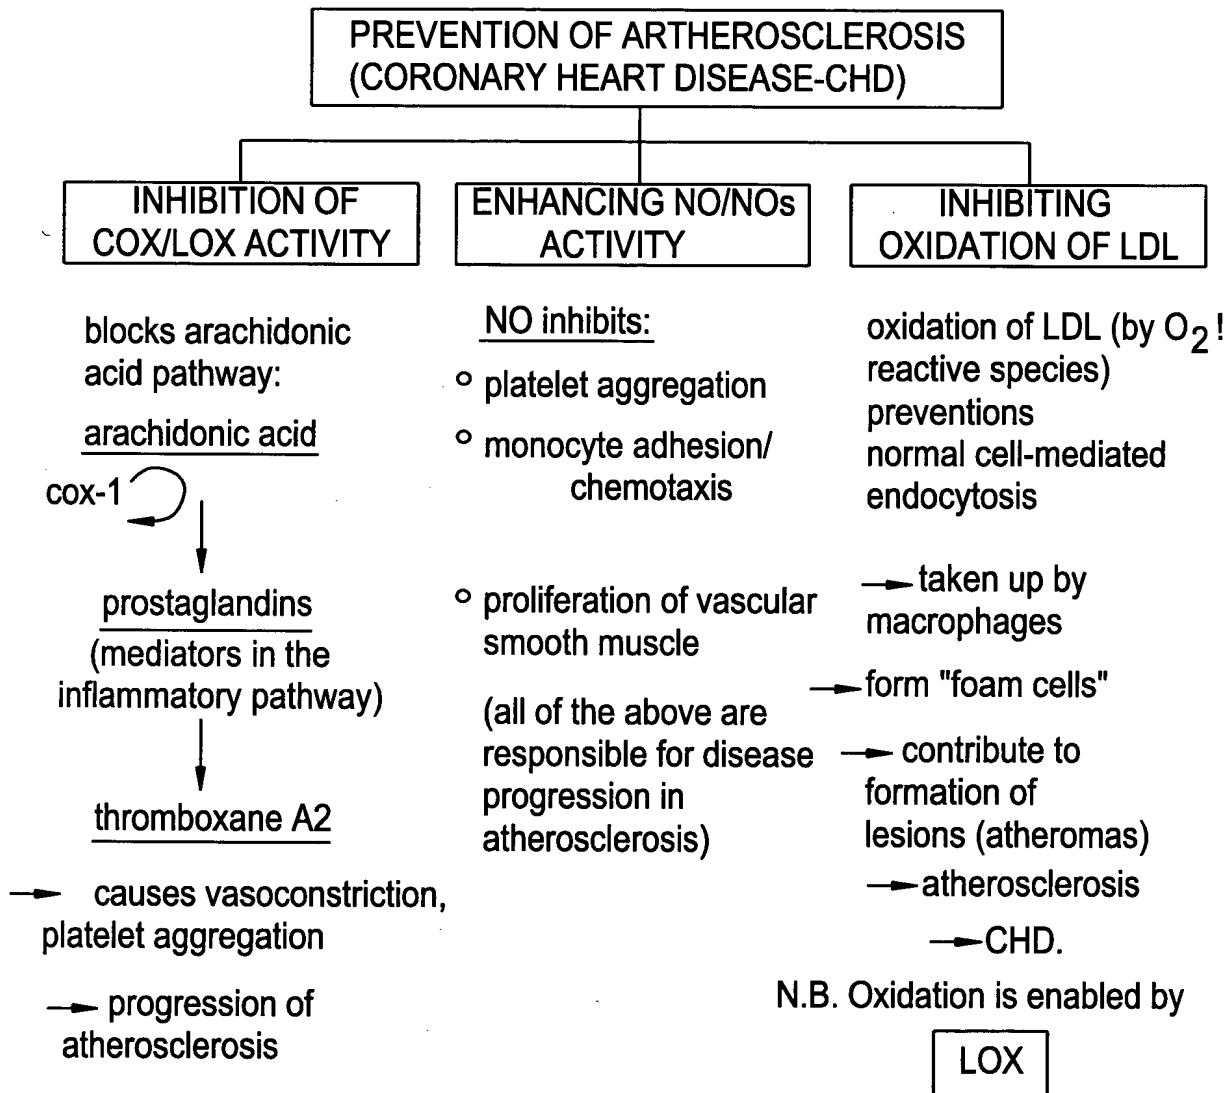 PREVENTION OF ARTHEROSCLEROSIS
(CORONARY HEART DISEASE-CHD)
INHIBITION OF
COX/LOX ACTIVITY
blocks arachidonic
acid pathway:
arachidonic acid
cox-1
prostaglandins
(mediators in the
inflammatory pathway)
thromboxane A2
→ causes vasoconstriction,
platelet aggregation
→ progression of
atherosclerosis
ENHANCING NO/NOs
ACTIVITY
NO inhibits:
° platelet aggregation
° monocyte adhesion/
chemotaxis
° proliferation of vascular
smooth muscle
(all of the above are
responsible for disease
progression in
atherosclerosis)
INHIBITING
OXIDATION OF LDL
oxidation of LDL (by O2 !
reactive species)
preventions
normal cell-mediated
endocytosis
→ taken up by
macrophages
→ form "foam cells"
→ contribute to
formation of
lesions (atheromas)
→ atherosclerosis
→ CHD.
N.B. Oxidation is enabled by
LOX